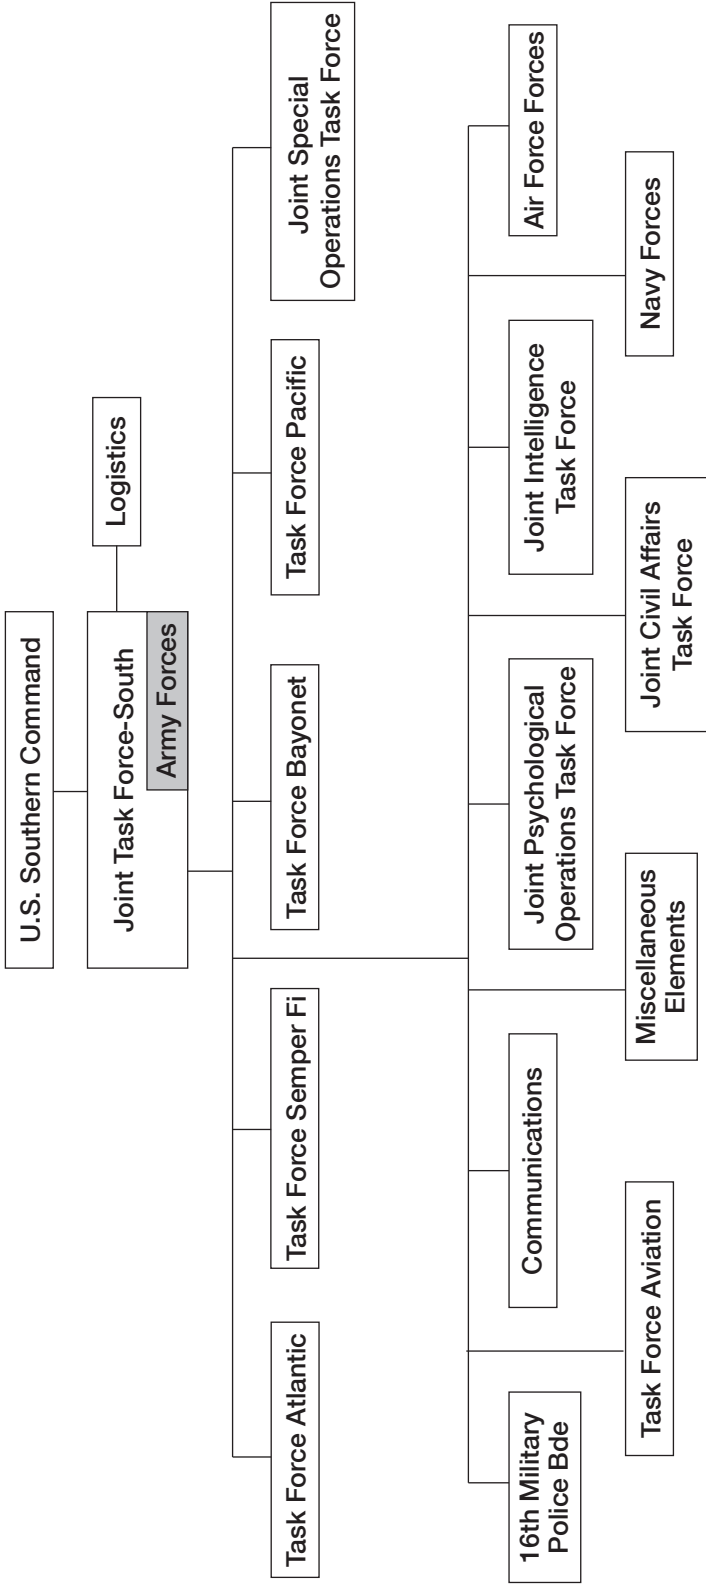 U.S. Southern Command
Joint Task Force-South
Army Forces
Logistics
Task Force Atlantic
Task Force Semper Fi
Task Force Bayonet
Task Force Pacific
Joint Special
Operations Task Force
16th Military
Police Bde
Communications
Joint Psychological
Operations Task Force
Joint Intelligence
Task Force
Air Force Forces
Task Force Aviation
Miscellaneous
Elements
Joint Civil Affairs
Task Force
Navy Forces